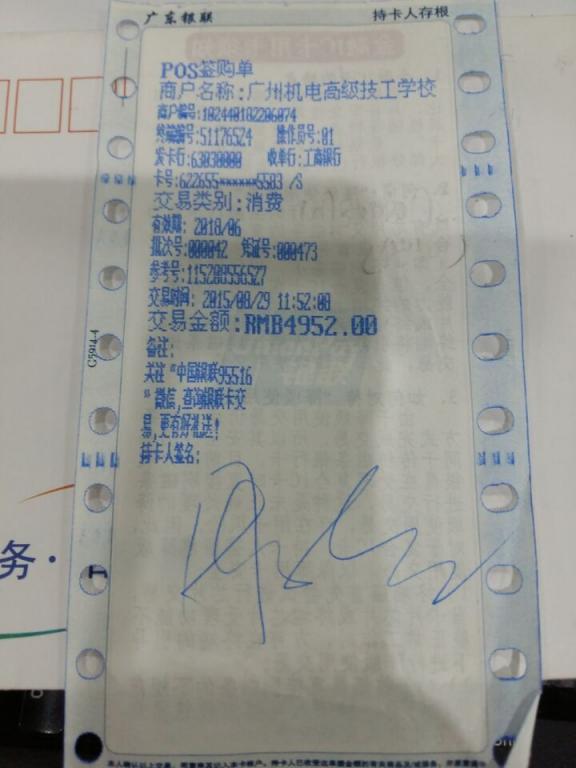 广东银联 持卡人存根
POS签购单
商户名称:广州机电高级技工学校
商户编号:102440182206074
终端编号:51176524 操作员号:01
发卡行:63030000 收单行:工商银行
卡号:622655******5583 /S
交易类别:消费
有效期: 2018/06
批次号:000042 凭证号:000473
参考号:115208556527
交易时间: 2015/08/29 11:52:08
交易金额:RMB4952.00
备注:
关注“中国银联95516
”微信,查询银联卡交
易,更有好礼送!
持卡人签名:
G5914-4
务·